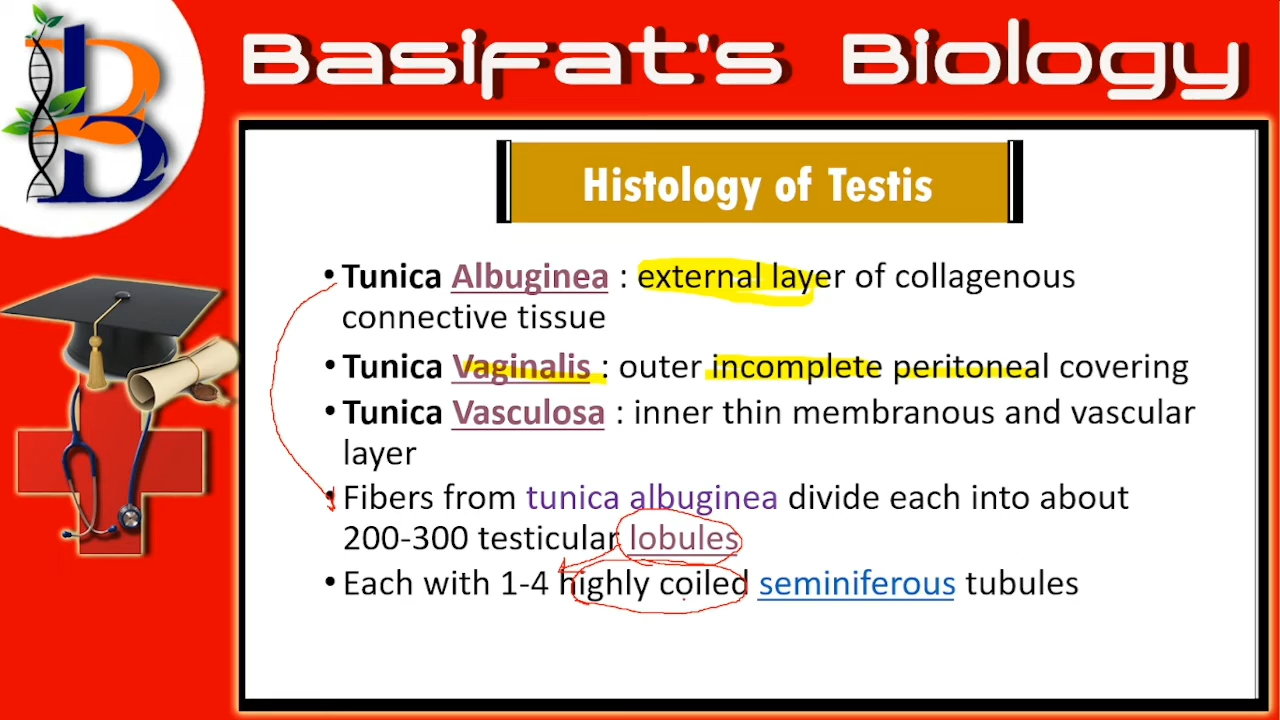 Basifat's Biology
Histology of Testis
• Tunica Albuginea : external layer of collagenous
connective tissue
• Tunica Vaginalis : outer incomplete peritoneal covering
• Tunica Vasculosa : inner thin membranous and vascular
layer
• Fibers from tunica albuginea divide each into about
200-300 testicular lobules
• Each with 1-4 highly coiled seminiferous tubules